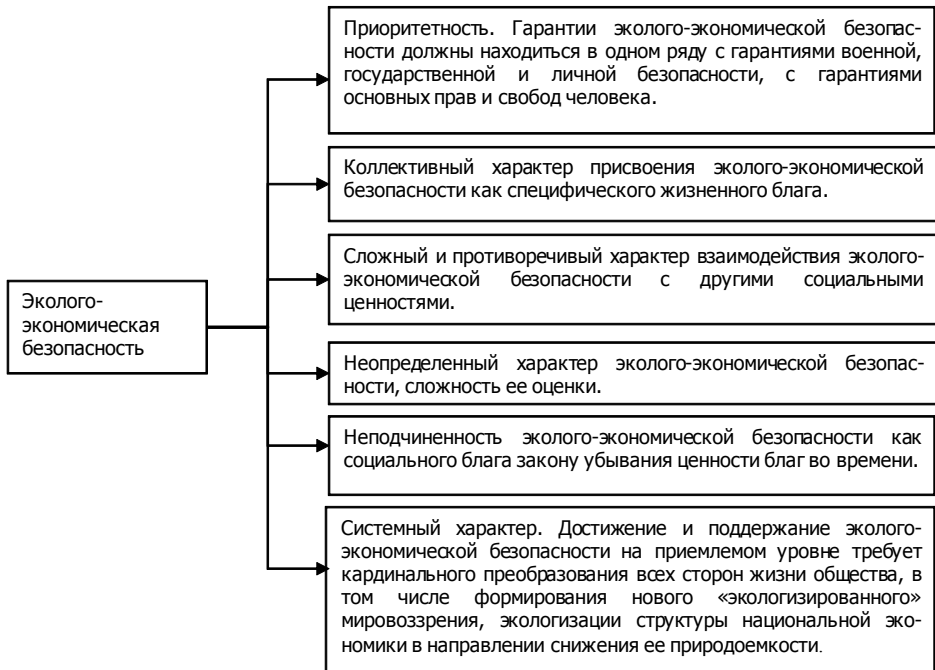 Эколого-
экономическая
безопасность
Приоритетность. Гарантии эколого-экономической безопас-
ности должны находиться в одном ряду с гарантиями военной,
государственной и личной безопасности, с гарантиями
основных прав и свобод человека.
Коллективный характер присвоения эколого-экономической
безопасности как специфического жизненного блага.
Сложный и противоречивый характер взаимодействия эколого-
экономической безопасности с другими социальными
ценностями.
Неопределенный характер эколого-экономической безопас-
ности, сложность ее оценки.
Неподчиненность эколого-экономической безопасности как
социального блага закону убывания ценности благ во времени.
Системный характер. Достижение и поддержание эколого-
экономической безопасности на приемлемом уровне требует
кардинального преобразования всех сторон жизни общества, в
том числе формирования нового «экологизированного»
мировоззрения, экологизации структуры национальной эко-
номики в направлении снижения ее природоемкости.